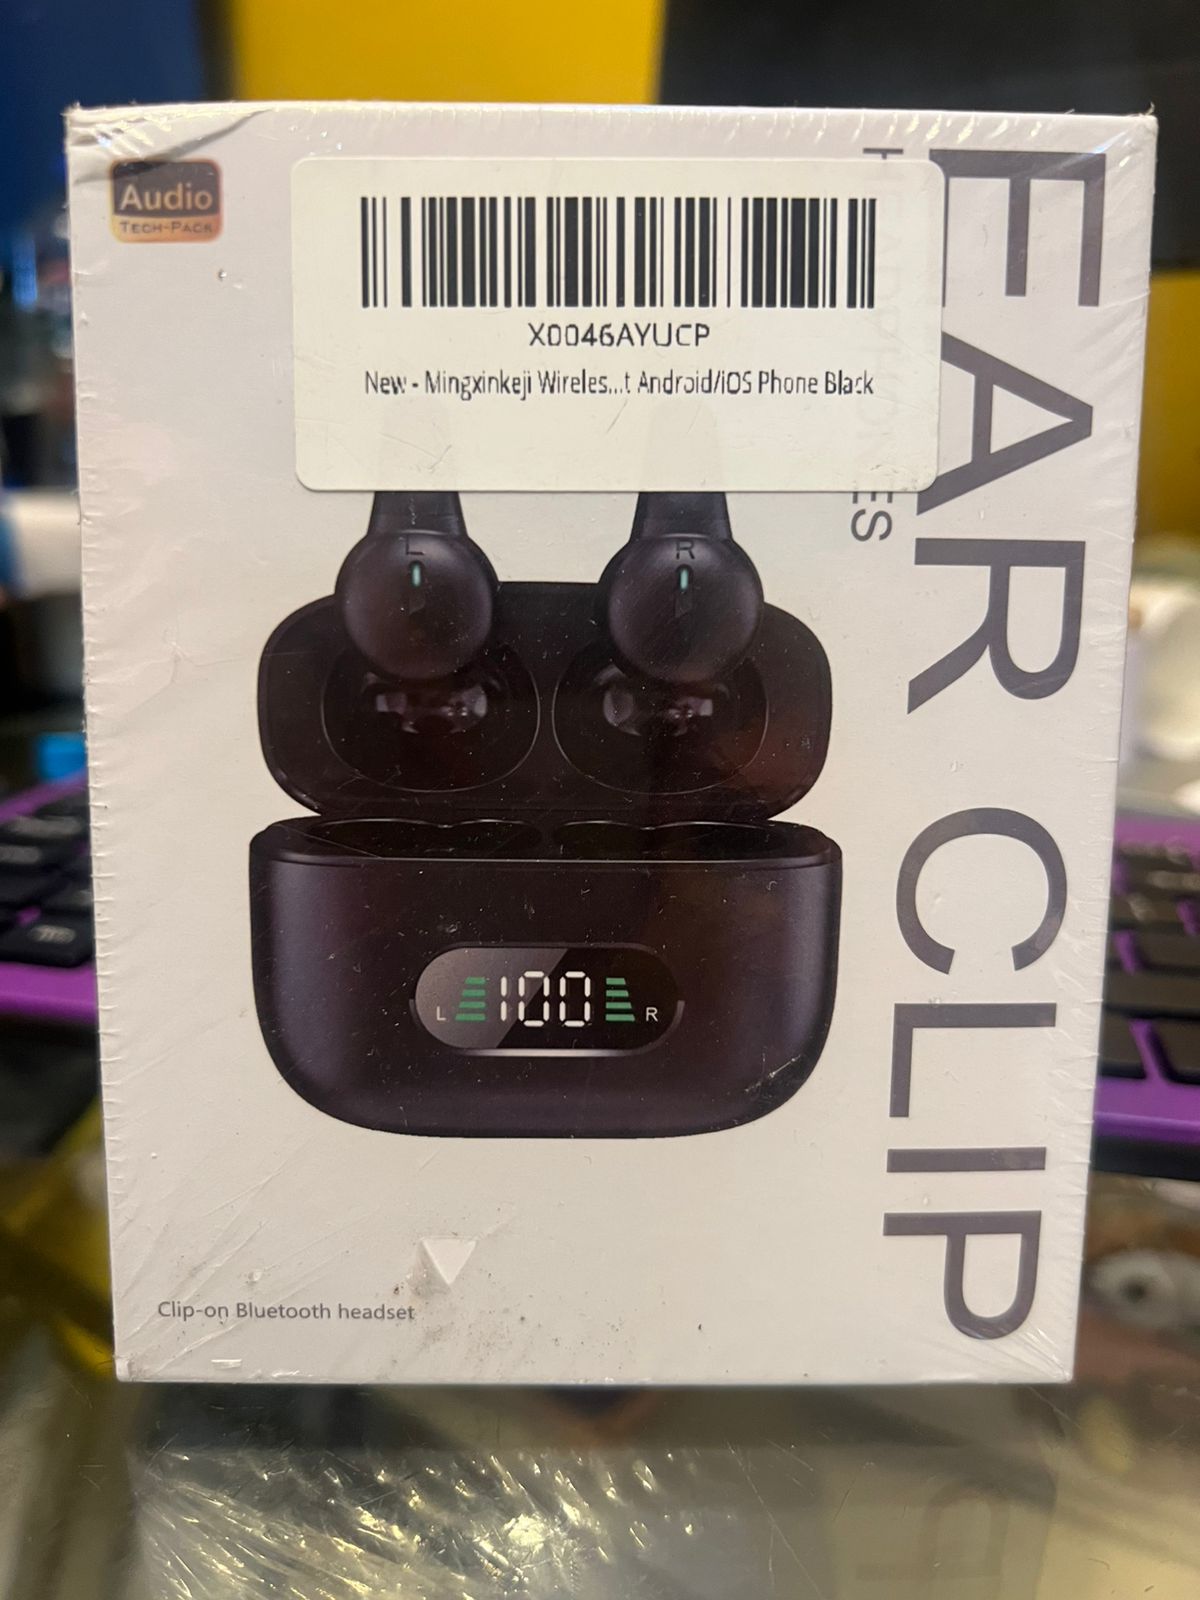 Audio
TECH-PACK
X0046AYUCP
New - Mingxinkeji Wireles...t Android/iOS Phone Black
EAR CLIP
L
R
L 100 R
Clip-on Bluetooth headset